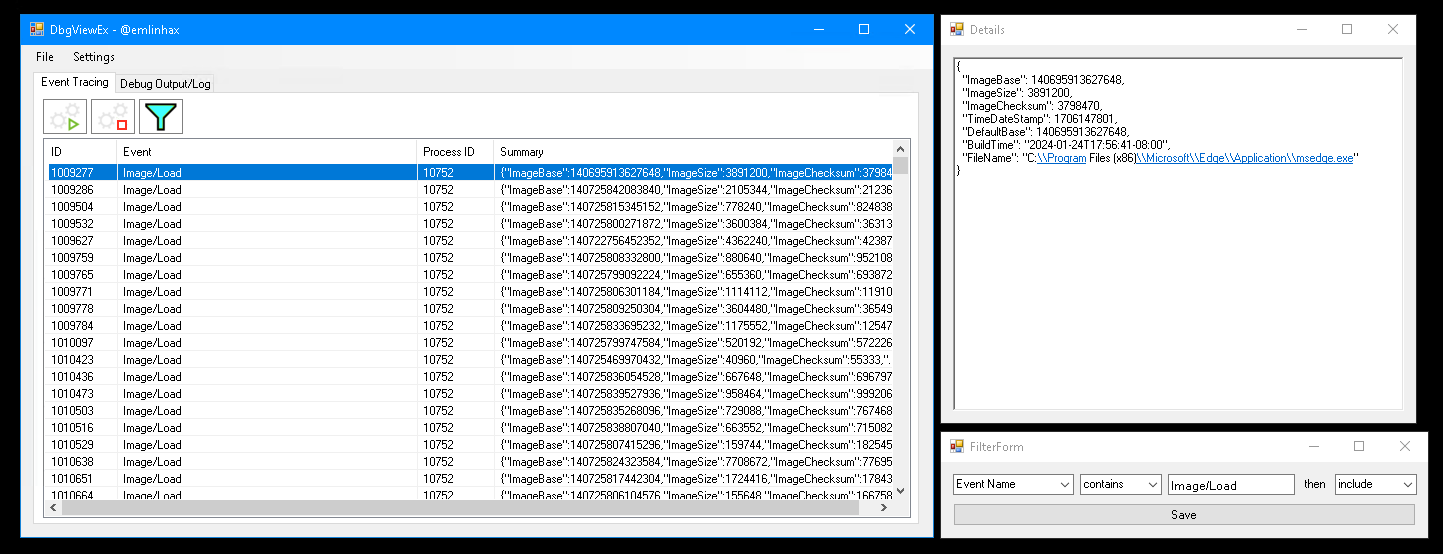 DbgViewEx - @emlinhax
File Settings
Event Tracing Debug Output/Log
ID Event Process ID Summary
1009277 Image/Load 10752 {"ImageBase":140695913627648,"ImageSize":3891200,"ImageChecksum":37984
1009286 Image/Load 10752 {"ImageBase":140725842083840,"ImageSize":2105344,"ImageChecksum":21236
1009504 Image/Load 10752 {"ImageBase":140725815345152,"ImageSize":778240,"ImageChecksum":824838
1009532 Image/Load 10752 {"ImageBase":140725800271872,"ImageSize":3600384,"ImageChecksum":36313
1009627 Image/Load 10752 {"ImageBase":140722756452352,"ImageSize":4362240,"ImageChecksum":42387
1009759 Image/Load 10752 {"ImageBase":140725808332800,"ImageSize":880640,"ImageChecksum":952108
1009765 Image/Load 10752 {"ImageBase":140725799092224,"ImageSize":655360,"ImageChecksum":693872
1009771 Image/Load 10752 {"ImageBase":140725806301184,"ImageSize":1114112,"ImageChecksum":11910
1009778 Image/Load 10752 {"ImageBase":140725809250304,"ImageSize":3604480,"ImageChecksum":36549
1009784 Image/Load 10752 {"ImageBase":140725833695232,"ImageSize":1175552,"ImageChecksum":12547
1010097 Image/Load 10752 {"ImageBase":140725799747584,"ImageSize":520192,"ImageChecksum":572226
1010423 Image/Load 10752 {"ImageBase":140725469970432,"ImageSize":40960,"ImageChecksum":55333,".
1010436 Image/Load 10752 {"ImageBase":140725836054528,"ImageSize":667648,"ImageChecksum":696797
1010473 Image/Load 10752 {"ImageBase":140725839527936,"ImageSize":958464,"ImageChecksum":999206
1010503 Image/Load 10752 {"ImageBase":140725835268096,"ImageSize":729088,"ImageChecksum":767468
1010516 Image/Load 10752 {"ImageBase":140725838807040,"ImageSize":663552,"ImageChecksum":715082
1010529 Image/Load 10752 {"ImageBase":140725807415296,"ImageSize":159744,"ImageChecksum":182545
1010638 Image/Load 10752 {"ImageBase":140725824323584,"ImageSize":7708672,"ImageChecksum":77695
1010651 Image/Load 10752 {"ImageBase":140725817442304,"ImageSize":1724416,"ImageChecksum":17843
1010664 Image/Load 10752 {"ImageBase":140725806104576,"ImageSize":155648,"ImageChecksum":166758
Details
{
"ImageBase": 140695913627648,
"ImageSize": 3891200,
"ImageChecksum": 3798470,
"TimeDateStamp": 1706147801,
"DefaultBase": 140695913627648,
"BuildTime": "2024-01-24T17:56:41-08:00",
"FileName": "C:\\Program Files (x86)\\Microsoft\\Edge\\Application\\msedge.exe"
}
FilterForm
Event Name contains Image/Load then include
Save